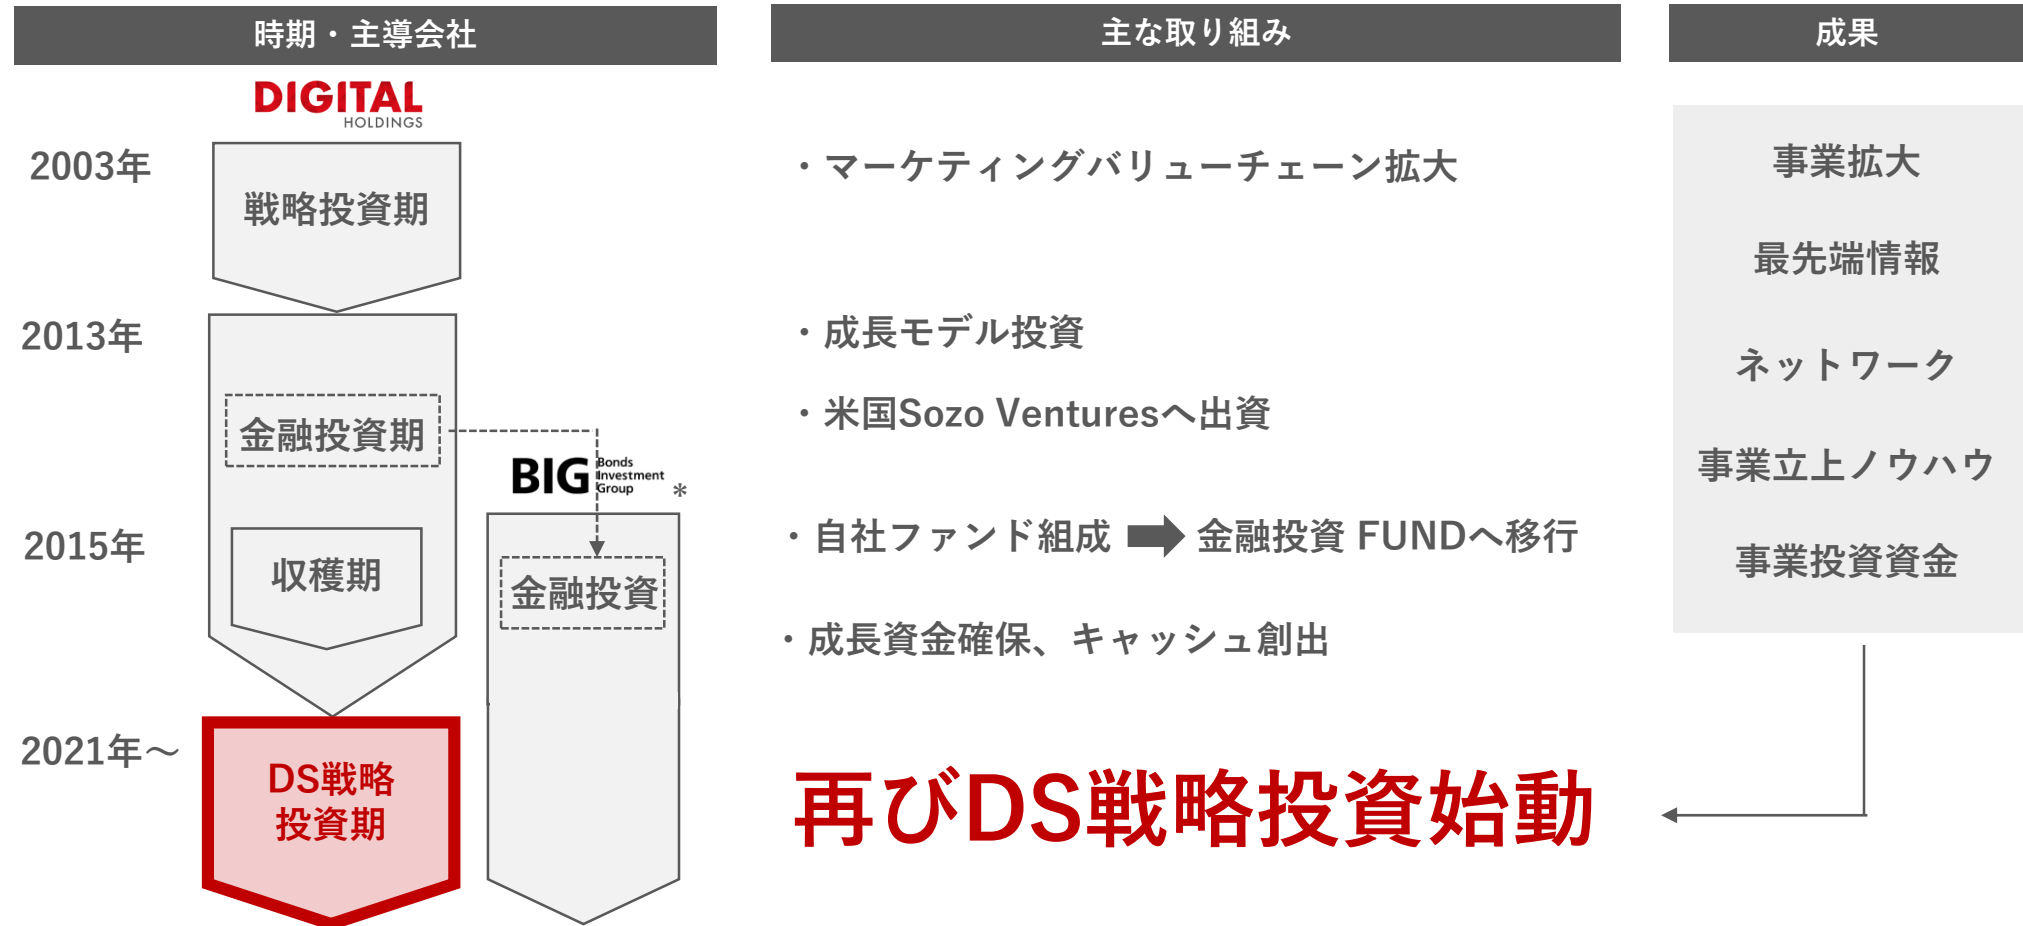 時期・主導会社
主な取り組み
成果
DIGITAL
HOLDINGS
2003年
戦略投資期
・マーケティングバリューチェーン拡大
事業拡大
最先端情報
2013年
・成長モデル投資
ネットワーク
金融投資期
・米国Sozo Venturesへ出資
BIG
Bonds
Investment
Group
*
事業立上ノウハウ
2015年
収穫期
金融投資
・自社ファンド組成 ➡ 金融投資 FUNDへ移行
事業投資資金
・成長資金確保、キャッシュ創出
2021年～
DS戦略
投資期
再びDS戦略投資始動